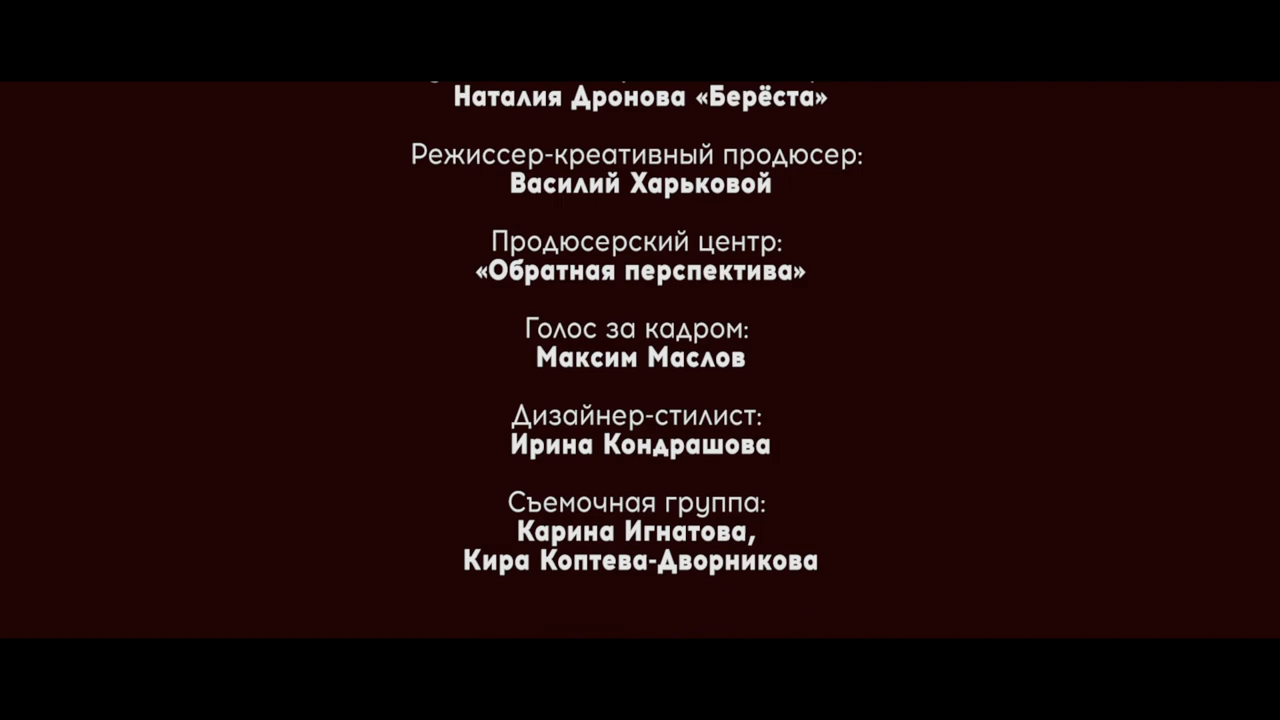 Наталия Дронова «Берёста»
Режиссер-креативный продюсер:
Василий Харьковой
Продюсерский центр:
«Обратная перспектива»
Голос за кадром:
Максим Маслов
Дизайнер-стилист:
Ирина Кондрашова
Съемочная группа:
Карина Игнатова,
Кира Коптева-Дворникова